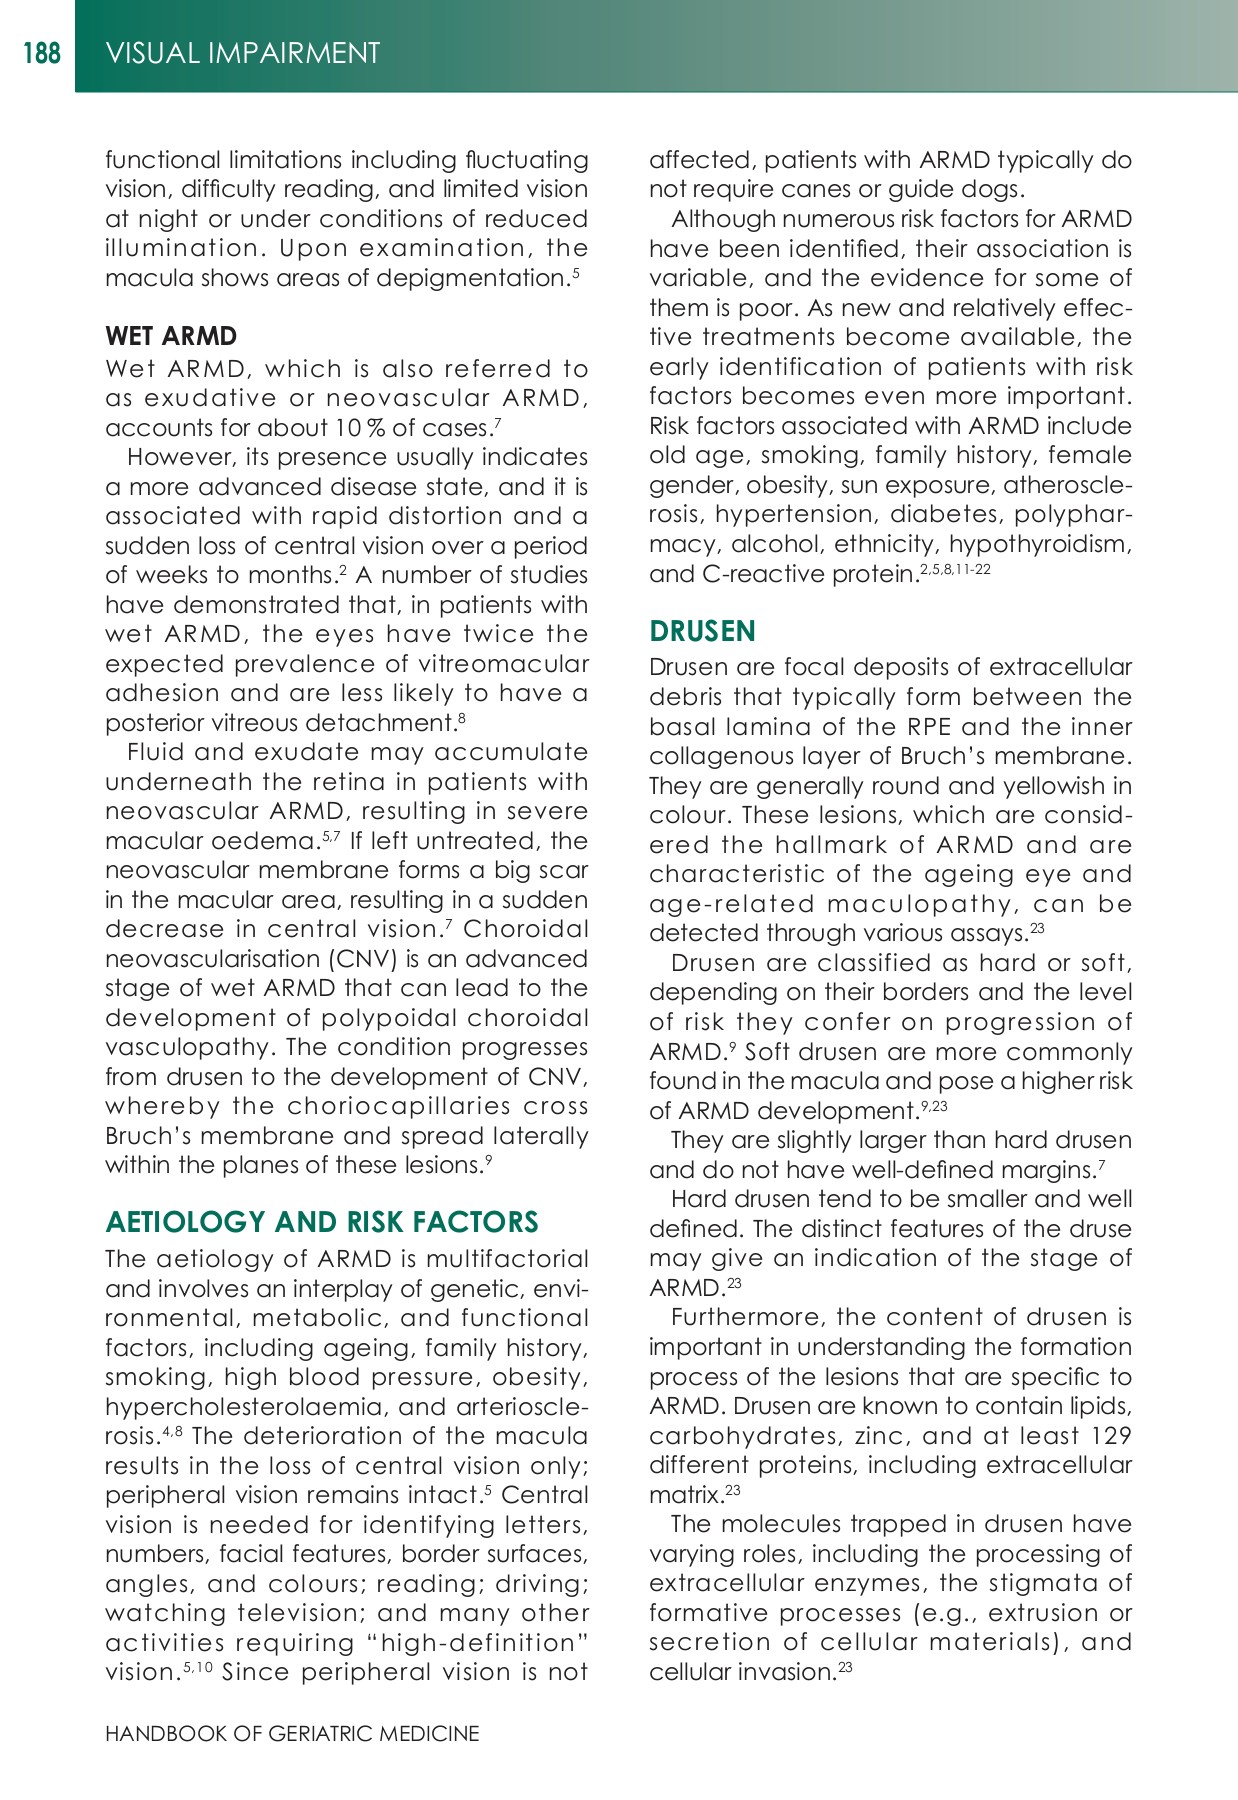 188
VISUAL IMPAIRMENT
functional limitations including fluctuating
vision, difficulty reading, and limited vision
at night or under conditions of reduced
illumination. Upon examination, the
macula shows areas of depigmentation.5
WET ARMD
Wet ARMD, which is also referred to
as exudative or neovascular ARMD,
accounts for about 10 % of cases.7
However, its presence usually indicates
a more advanced disease state, and it is
associated with rapid distortion and a
sudden loss of central vision over a period
of weeks to months.2 A number of studies
have demonstrated that, in patients with
wet ARMD, the eyes have twice the
expected prevalence of vitreomacular
adhesion and are less likely to have a
posterior vitreous detachment.8
Fluid and exudate may accumulate
underneath the retina in patients with
neovascular ARMD, resulting in severe
macular oedema.5,7 If left untreated, the
neovascular membrane forms a big scar
in the macular area, resulting in a sudden
decrease in central vision.7 Choroidal
neovascularisation (CNV) is an advanced
stage of wet ARMD that can lead to the
development of polypoidal choroidal
vasculopathy. The condition progresses
from drusen to the development of CNV,
whereby the choriocapillaries cross
Bruch's membrane and spread laterally
within the planes of these lesions.9
AETIOLOGY AND RISK FACTORS
The aetiology of ARMD is multifactorial
and involves an interplay of genetic, envi-
ronmental, metabolic, and functional
factors, including ageing, family history,
smoking, high blood pressure, obesity,
hypercholesterolaemia, and arterioscle-
rosis.4,8 The deterioration of the macula
results in the loss of central vision only;
peripheral vision remains intact.5 Central
vision is needed for identifying letters,
numbers, facial features, border surfaces,
angles, and colours; reading; driving;
watching television; and many other
activities requiring “high-definition”
vision.5,10 Since peripheral vision is not
affected, patients with ARMD typically do
not require canes or guide dogs.
Although numerous risk factors for ARMD
have been identified, their association is
variable, and the evidence for some of
them is poor. As new and relatively effec-
tive treatments become available, the
early identification of patients with risk
factors becomes even more important.
Risk factors associated with ARMD include
old age, smoking, family history, female
gender, obesity, sun exposure, atheroscle-
rosis, hypertension, diabetes, polyphar-
macy, alcohol, ethnicity, hypothyroidism,
and C-reactive protein.2,5,8,11-22
DRUSEN
Drusen are focal deposits of extracellular
debris that typically form between the
basal lamina of the RPE and the inner
collagenous layer of Bruch's membrane.
They are generally round and yellowish in
colour. These lesions, which are consid-
ered the hallmark of ARMD and are
characteristic of the ageing eye and
age-related maculopathy, can be
detected through various assays.23
Drusen are classified as hard or soft,
depending on their borders and the level
of risk they confer on progression of
ARMD.9 Soft drusen are more commonly
found in the macula and pose a higher risk
of ARMD development.9,23
They are slightly larger than hard drusen
and do not have well-defined margins.7
Hard drusen tend to be smaller and well
defined. The distinct features of the druse
may give an indication of the stage of
ARMD.23
Furthermore, the content of drusen is
important in understanding the formation
process of the lesions that are specific to
ARMD. Drusen are known to contain lipids,
carbohydrates, zinc, and at least 129
different proteins, including extracellular
matrix.23
The molecules trapped in drusen have
varying roles, including the processing of
extracellular enzymes, the stigmata of
formative processes (e.g., extrusion or
secretion of cellular materials), and
cellular invasion.23
HANDBOOK OF GERIATRIC MEDICINE